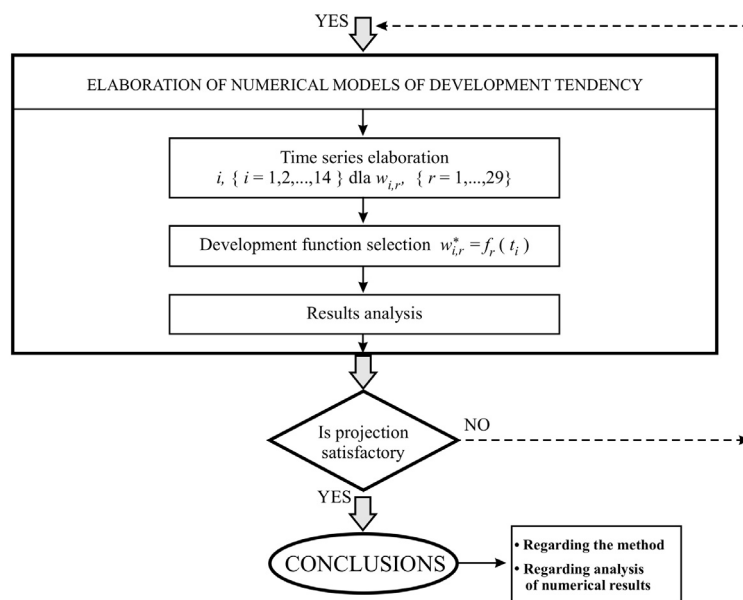 YES
ELABORATION OF NUMERICAL MODELS OF DEVELOPMENT TENDENCY
Time series elaboration
i, { i = 1,2,...,14 } dla w_{i,r}, { r = 1,...,29}
Development function selection w^*_{i,r} = f_r ( t_i )
Results analysis
Is projection
satisfactory
NO
YES
CONCLUSIONS
• Regarding the method
• Regarding analysis
of numerical results